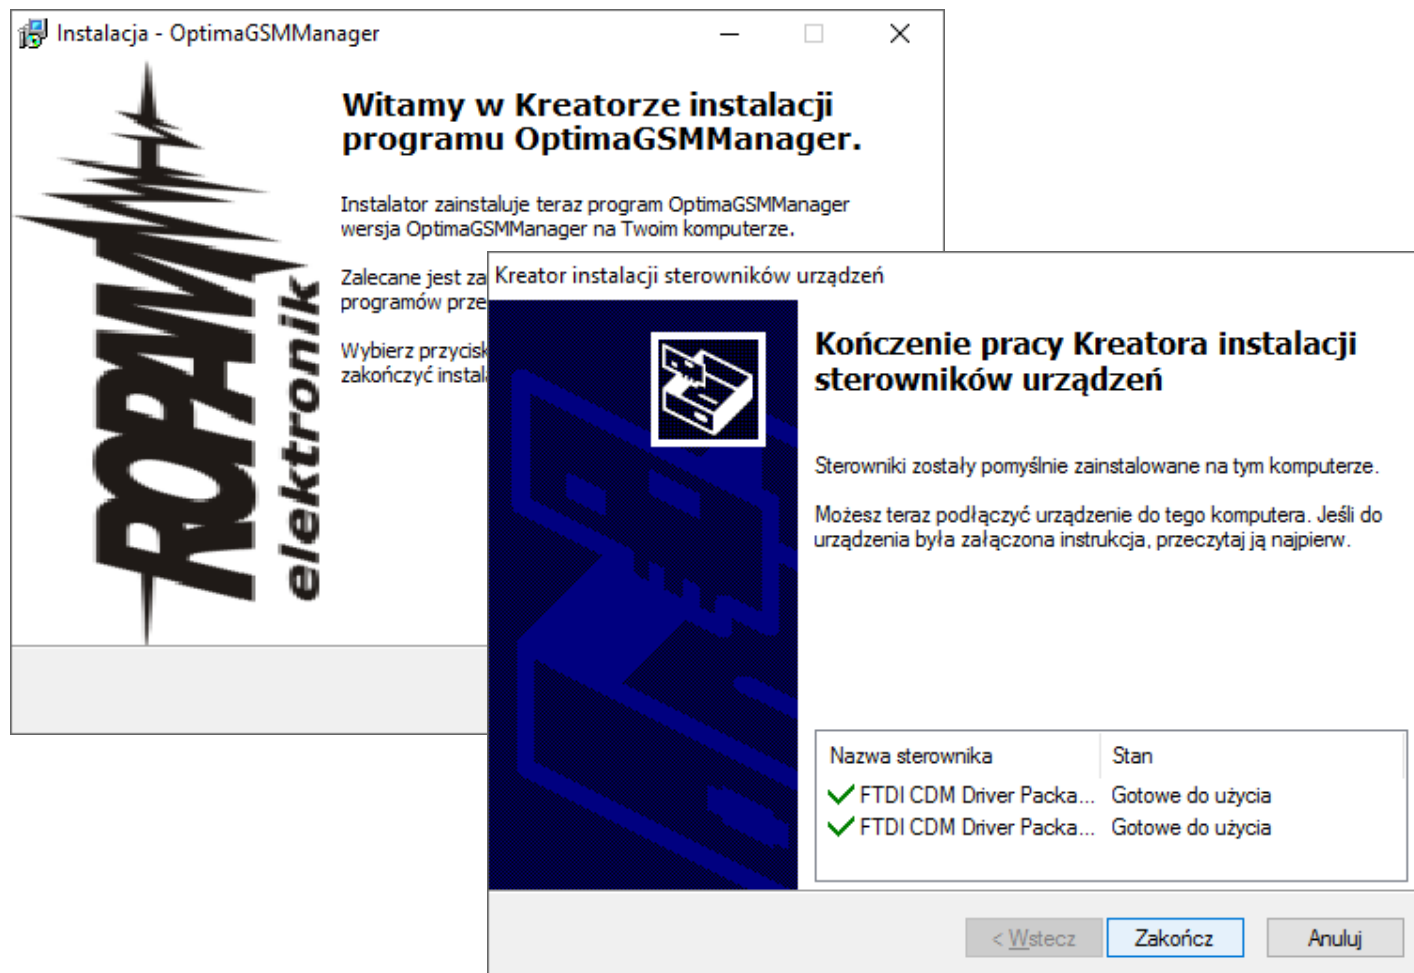 Instalacja - OptimaGSMManager
Witamy w Kreatorze instalacji
programu OptimaGSMManager.
Instalator zainstaluje teraz program OptimaGSMManager
wersja OptimaGSMManager na Twoim komputerze.
Zalecane jest za
programów prze
Wybierz przycisk
zakończyć instal
ROPAM
elektronik
Kreator instalacji sterowników urządzeń
Kończenie pracy Kreatora instalacji
sterowników urządzeń
Sterowniki zostały pomyślnie zainstalowane na tym komputerze.
Możesz teraz podłączyć urządzenie do tego komputera. Jeśli do
urządzenia była załączona instrukcja, przeczytaj ją najpierw.
Nazwa sterownika Stan
FTDI CDM Driver Packa... Gotowe do użycia
FTDI CDM Driver Packa... Gotowe do użycia
< Wstecz Zakończ Anuluj